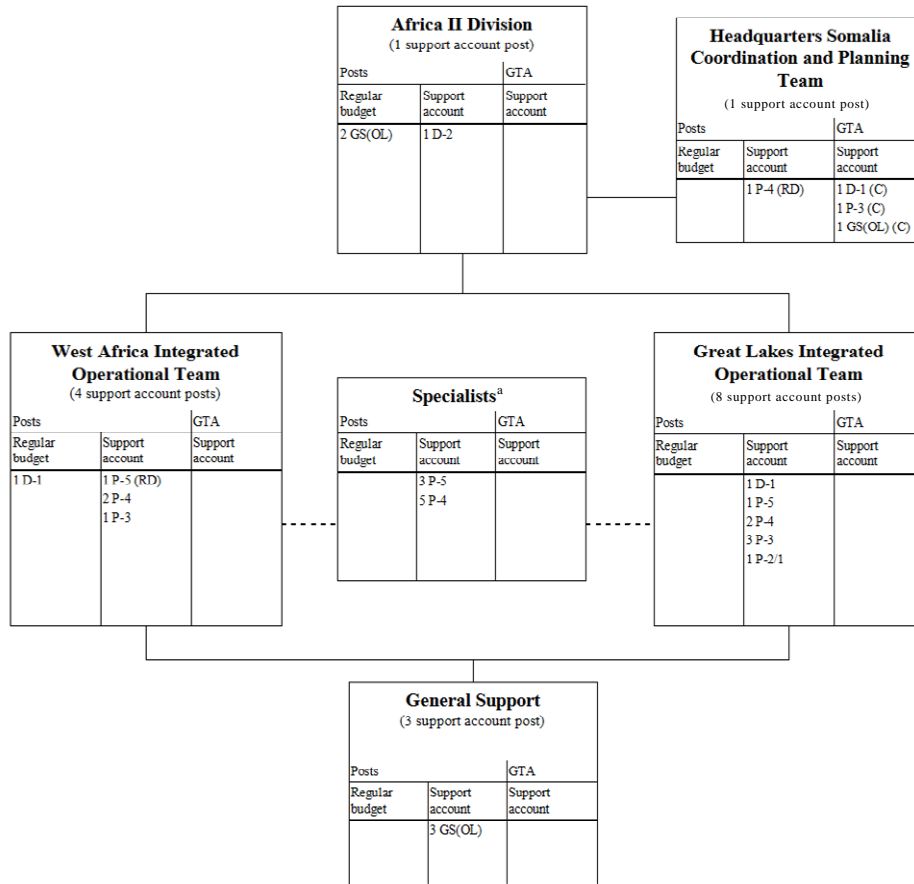 Africa II Division
(1 support account post)
Posts GTA
Regular budget Support account Support account
2 GS(OL) 1 D-2
Headquarters Somalia
Coordination and Planning
Team
(1 support account post)
Posts GTA
Regular budget Support account Support account
1 P-4 (RD) 1 D-1 (C)
1 P-3 (C)
1 GS(OL) (C)
West Africa Integrated
Operational Team
(4 support account posts)
Posts GTA
Regular budget Support account Support account
1 D-1 1 P-5 (RD)
2 P-4
1 P-3
Specialistsa
Posts GTA
Regular budget Support account Support account
3 P-5
5 P-4
Great Lakes Integrated
Operational Team
(8 support account posts)
Posts GTA
Regular budget Support account Support account
1 D-1
1 P-5
2 P-4
3 P-3
1 P-2/1
General Support
(3 support account post)
Posts GTA
Regular budget Support account Support account
3 GS(OL)